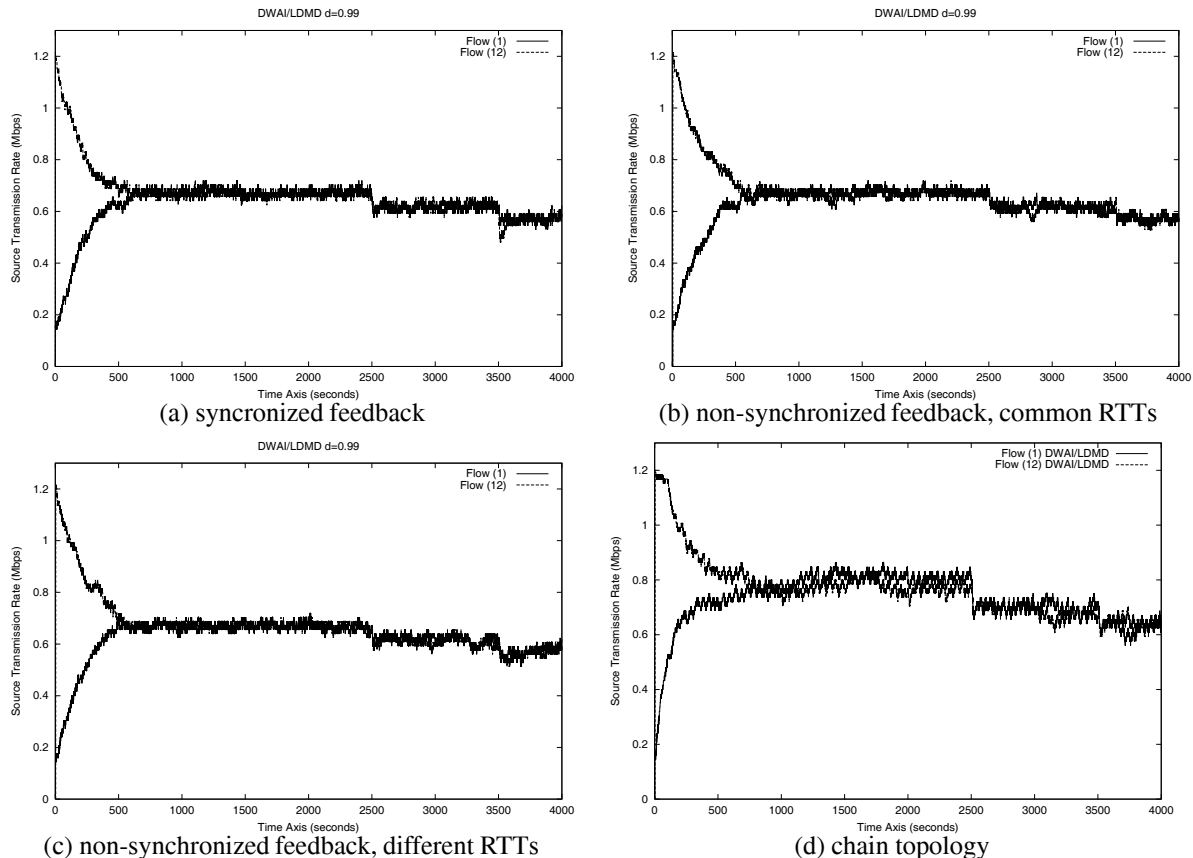 DWAI/LDMD d=0.99
Flow (1)
Flow (12)
1.2
1
0.8
0.6
0.4
0.2
0
Source Transmission Rate (Mbps)
0 500 1000 1500 2000 2500 3000 3500 4000
Time Axis (seconds)
(a) syncronized feedback
DWAI/LDMD d=0.99
Flow (1)
Flow (12)
1.2
1
0.8
0.6
0.4
0.2
0
Source Transmission Rate (Mbps)
0 500 1000 1500 2000 2500 3000 3500 4000
Time Axis (seconds)
(b) non-synchronized feedback, common RTTs
DWAI/LDMD d=0.99
Flow (1)
Flow (12)
1.2
1
0.8
0.6
0.4
0.2
0
Source Transmission Rate (Mbps)
0 500 1000 1500 2000 2500 3000 3500 4000
Time Axis (seconds)
(c) non-synchronized feedback, different RTTs
Flow (1) DWAI/LDMD
Flow (12) DWAI/LDMD
1.2
1
0.8
0.6
0.4
0.2
0
Source Transmission Rate (Mbps)
0 500 1000 1500 2000 2500 3000 3500 4000
Time Axis (seconds)
(d) chain topology